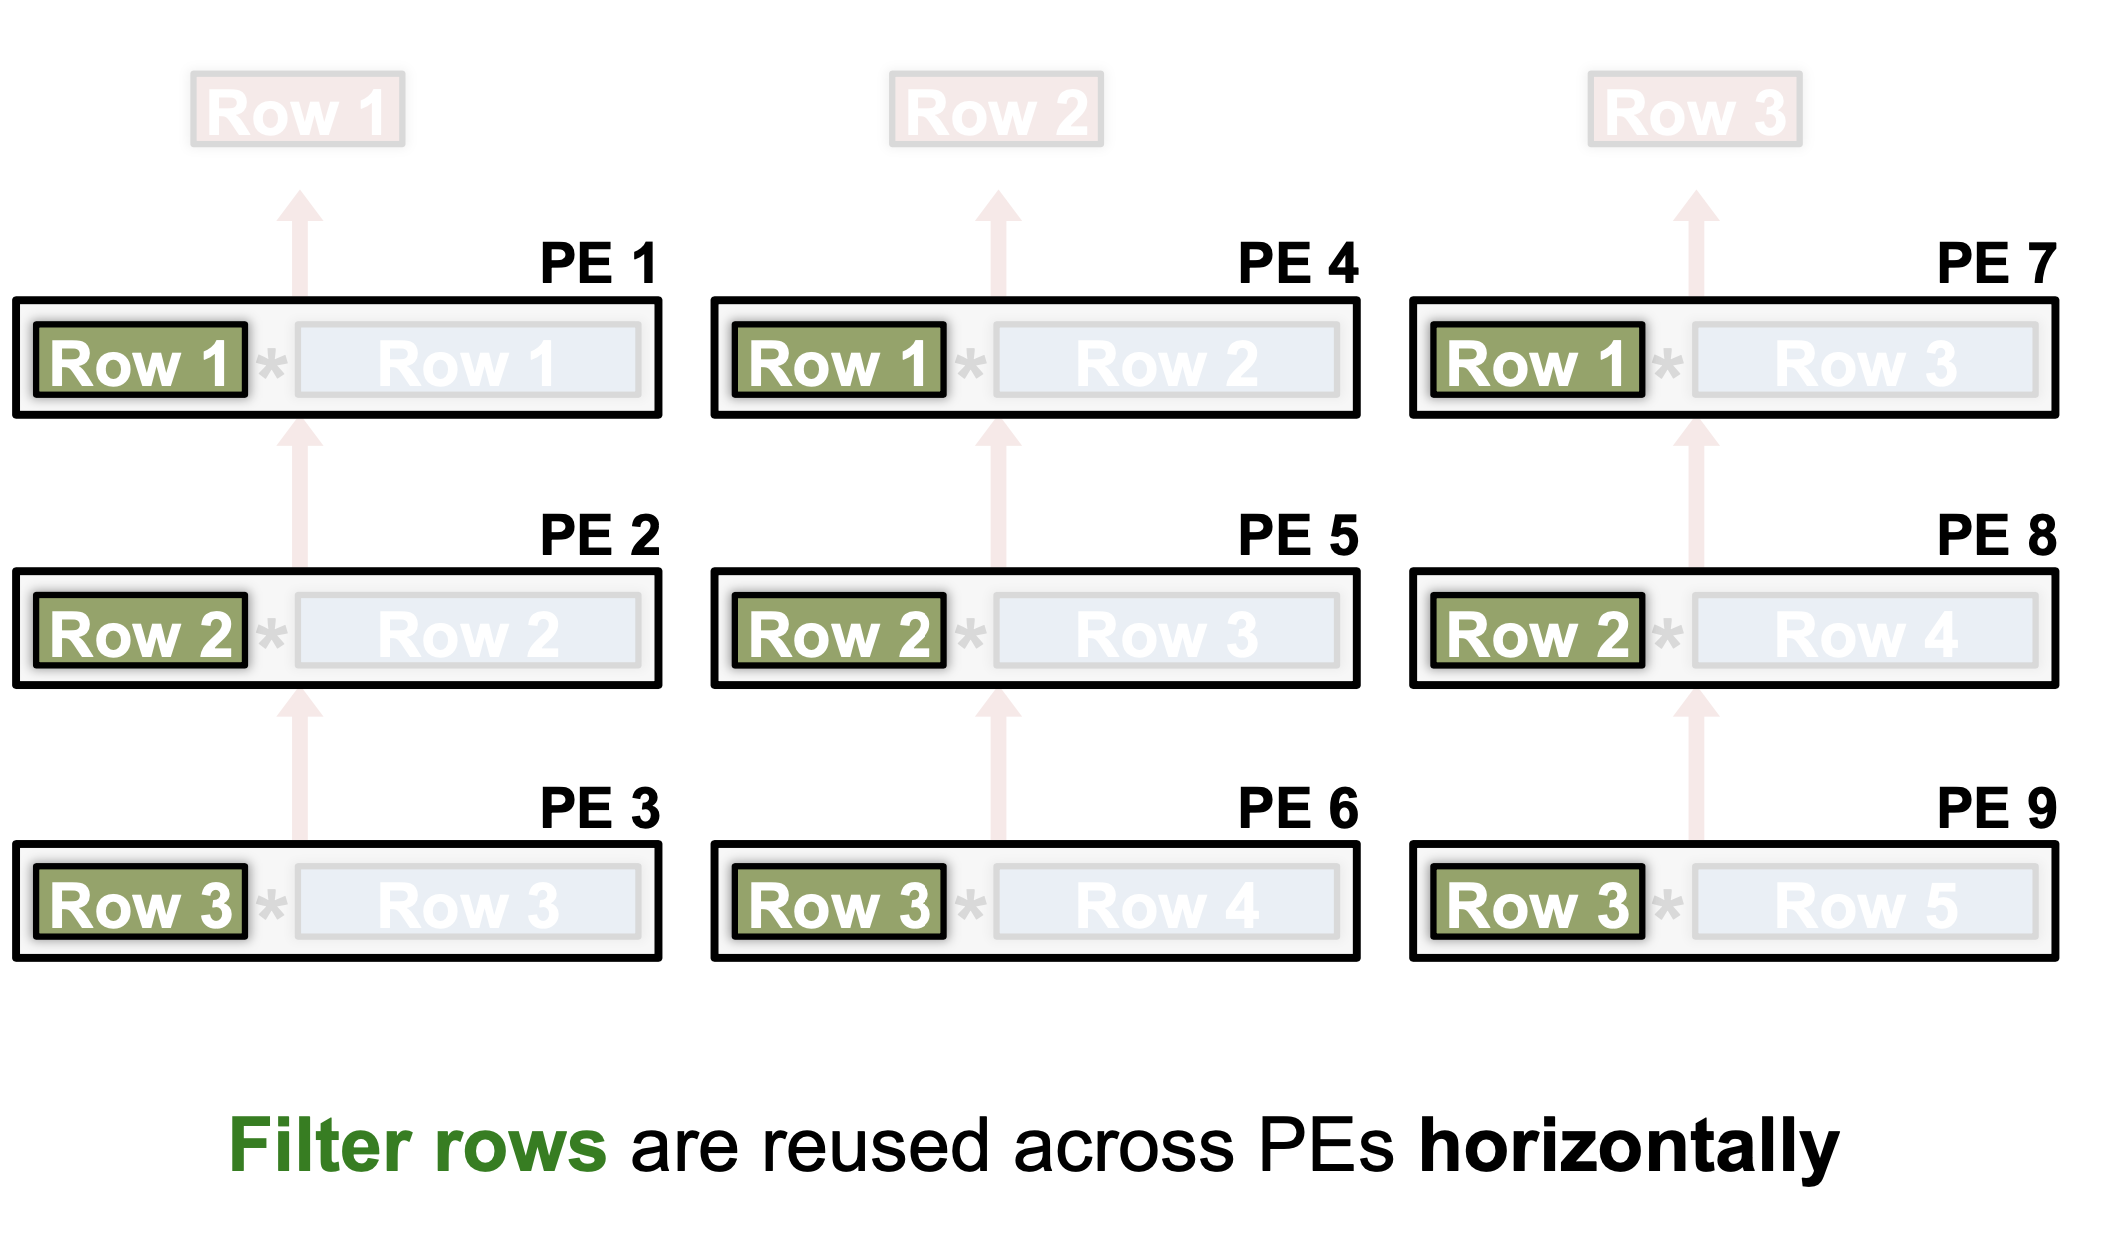 Row 1 Row 2 Row 3
PE 1 PE 4 PE 7
Row 1 * Row 1 Row 1 * Row 2 Row 1 * Row 3
PE 2 PE 5 PE 8
Row 2 * Row 2 Row 2 * Row 3 Row 2 * Row 4
PE 3 PE 6 PE 9
Row 3 * Row 3 Row 3 * Row 4 Row 3 * Row 5
Filter rows are reused across PEs horizontally